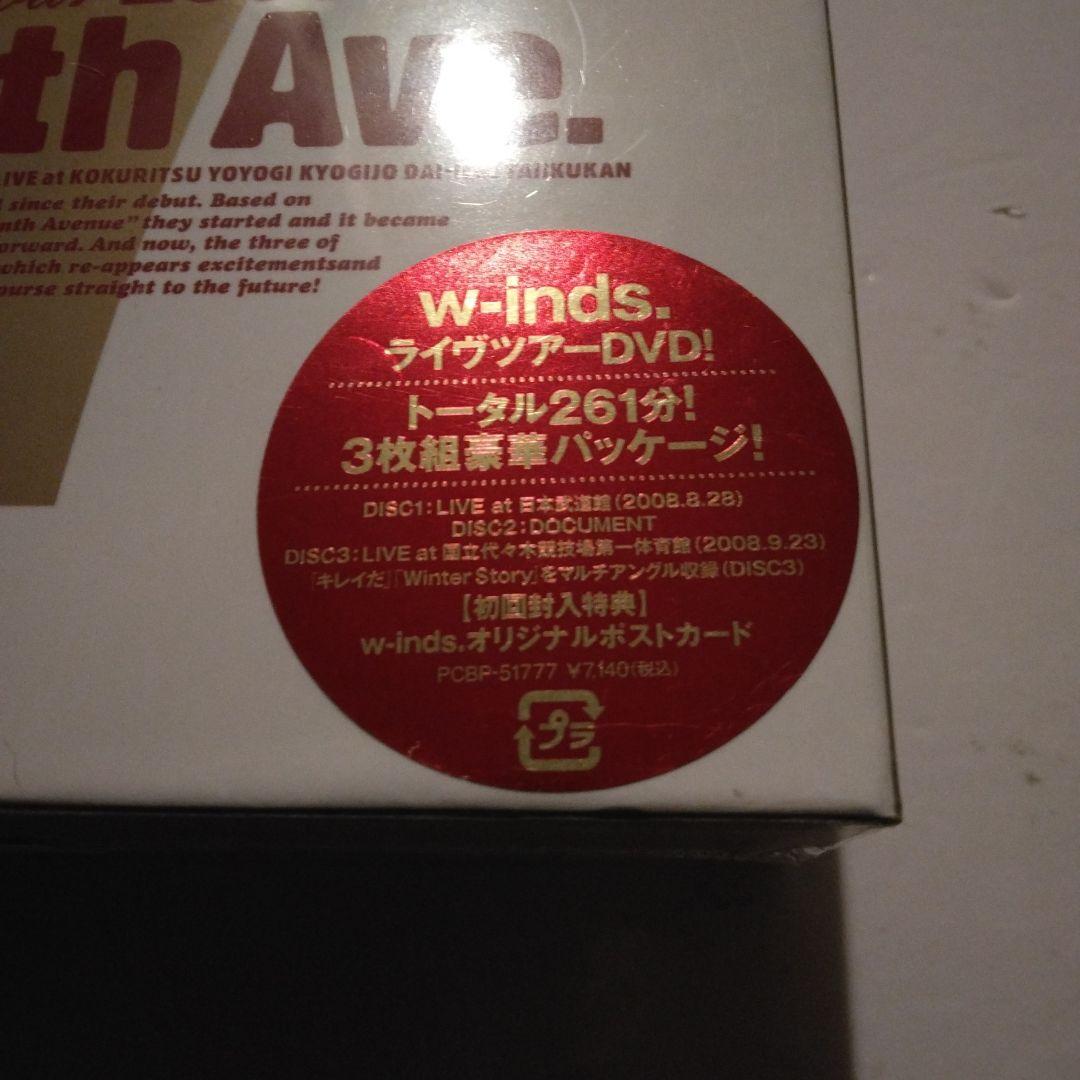 th Ave.
LIVE at KOKURITSU YOYOGI KYOGIJO DAI-ICHI TAIIKUKAN
since their debut. Based on
nth Avenue" they started and it became
orward. And now, the three of
which re-appears excitementsand
ourse straight to the future!
w-inds.
ライヴツアーDVD!
トータル261分!
3枚組豪華パッケージ!
DISC1:LIVE at 日本武道館(2008.8.28)
DISC2:DOCUMENT
DISC3:LIVE at 国立代々木競技場第一体育館(2008.9.23)
「キレイだ」「Winter Story」をマルチアングル収録(DISC3)
【初回封入特典】
w-inds.オリジナルポストカード
PCBP-51777 ¥7,140(税込)
プラ